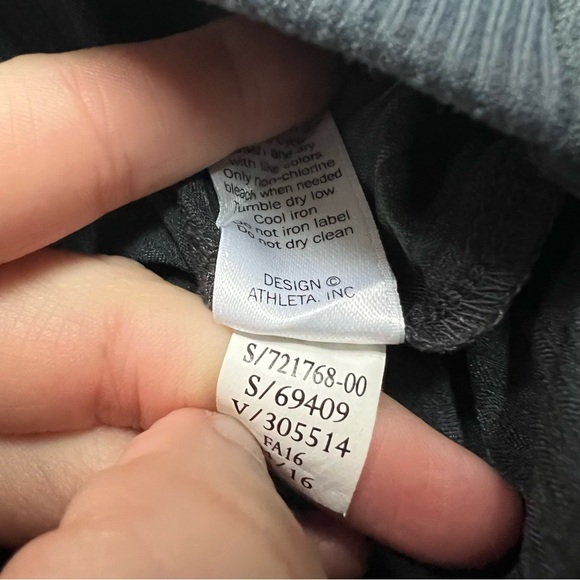 with like colors
Only non-chlorine
bleach when needed
Tumble dry low
Cool iron
Do not iron label
Do not dry clean
DESIGN ©
ATHLETA. INC
S/721768-00
S/69409
V/305514
FA16
/16